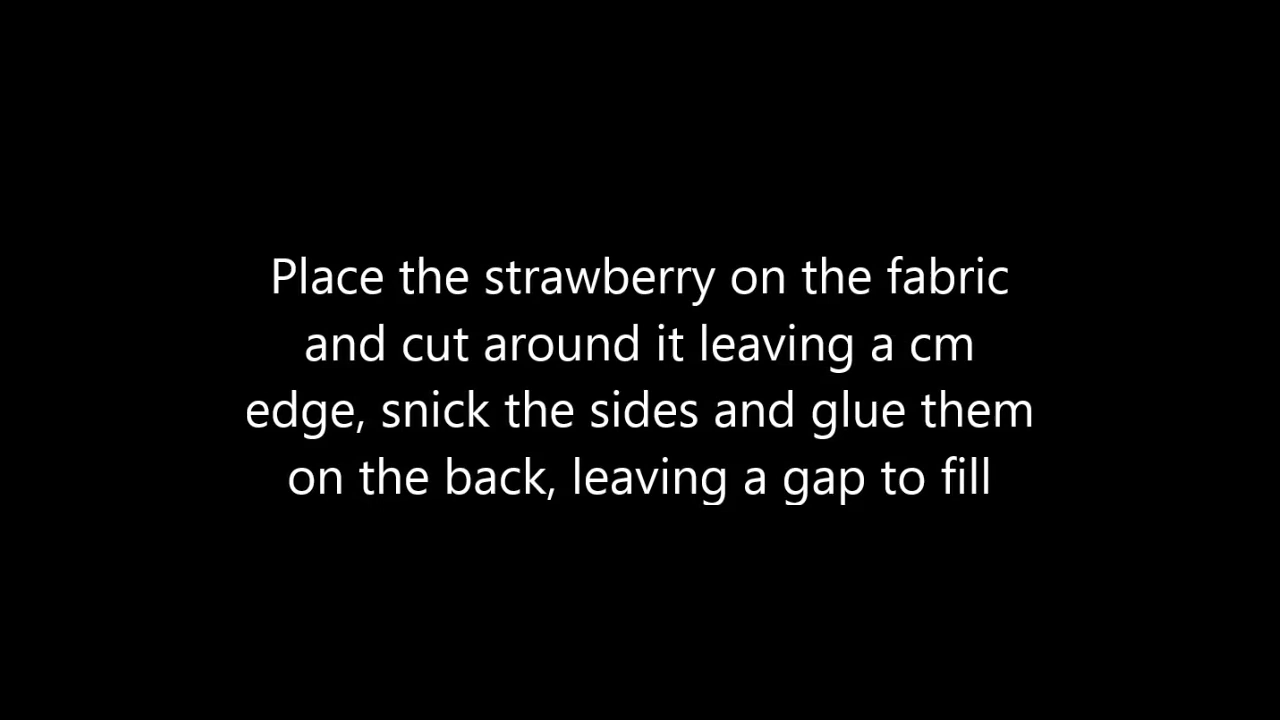 Place the strawberry on the fabric
and cut around it leaving a cm
edge, snick the sides and glue them
on the back, leaving a gap to fill